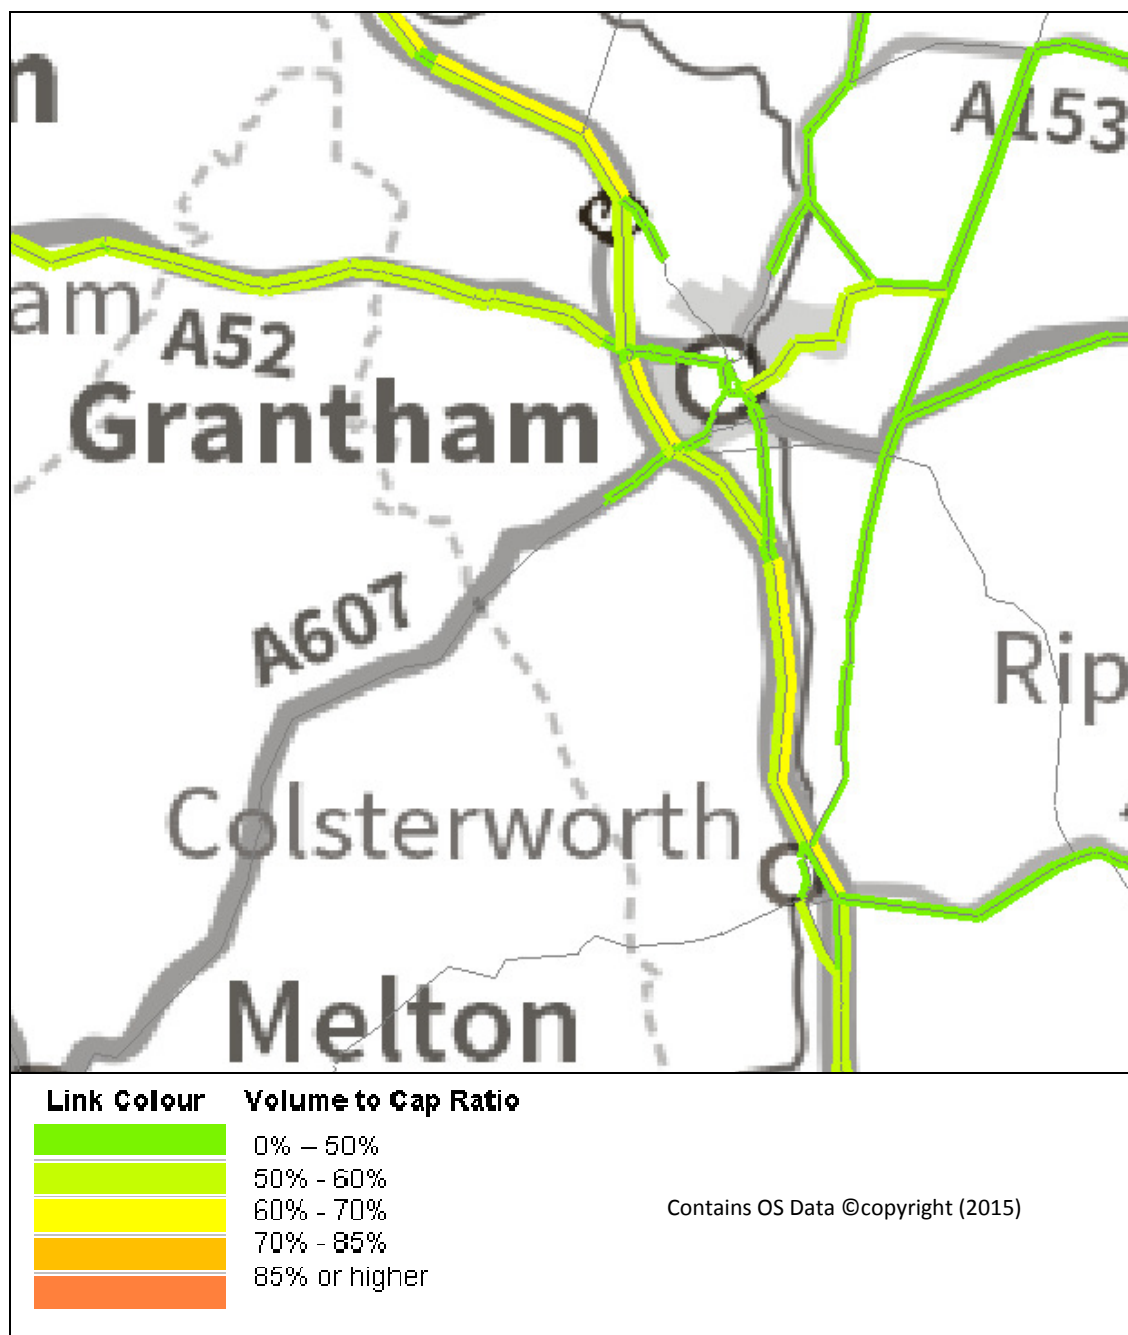 n
A153
am
A52
Grantham
A607
Rip
Colsterworth
Melton
Link Colour Volume to Cap Ratio
0% – 50%
50% - 60%
60% - 70%
70% - 85%
85% or higher
Contains OS Data ©copyright (2015)